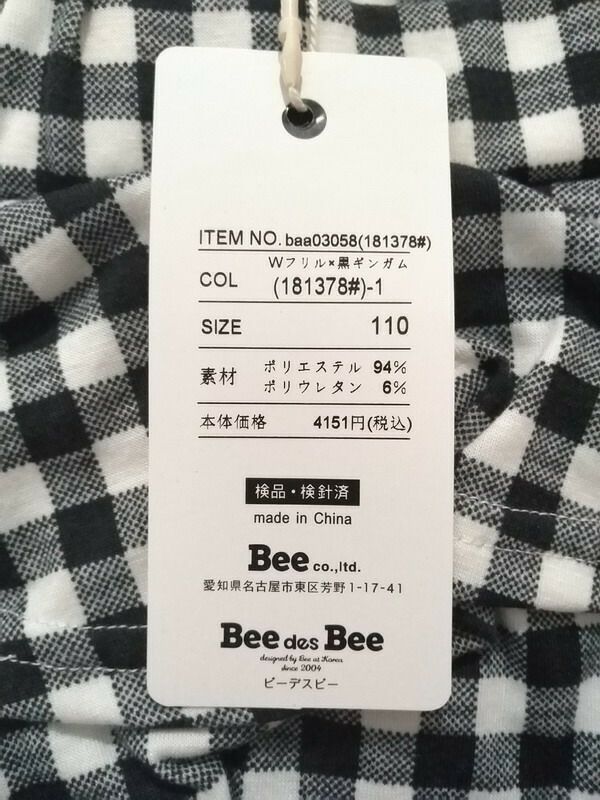 ITEM NO. baa03058(181378#)
COL Wフリル×黒ギンガム
(181378#)-1
SIZE 110
素材 ポリエステル 94%
ポリウレタン 6%
本体価格 4151円(税込)
検品・検針済
made in China
Bee co.,ltd.
愛知県名古屋市東区芳野1-17-41
Bee des Bee
designed by Bee at Korea
since 2004
ビーデスビー